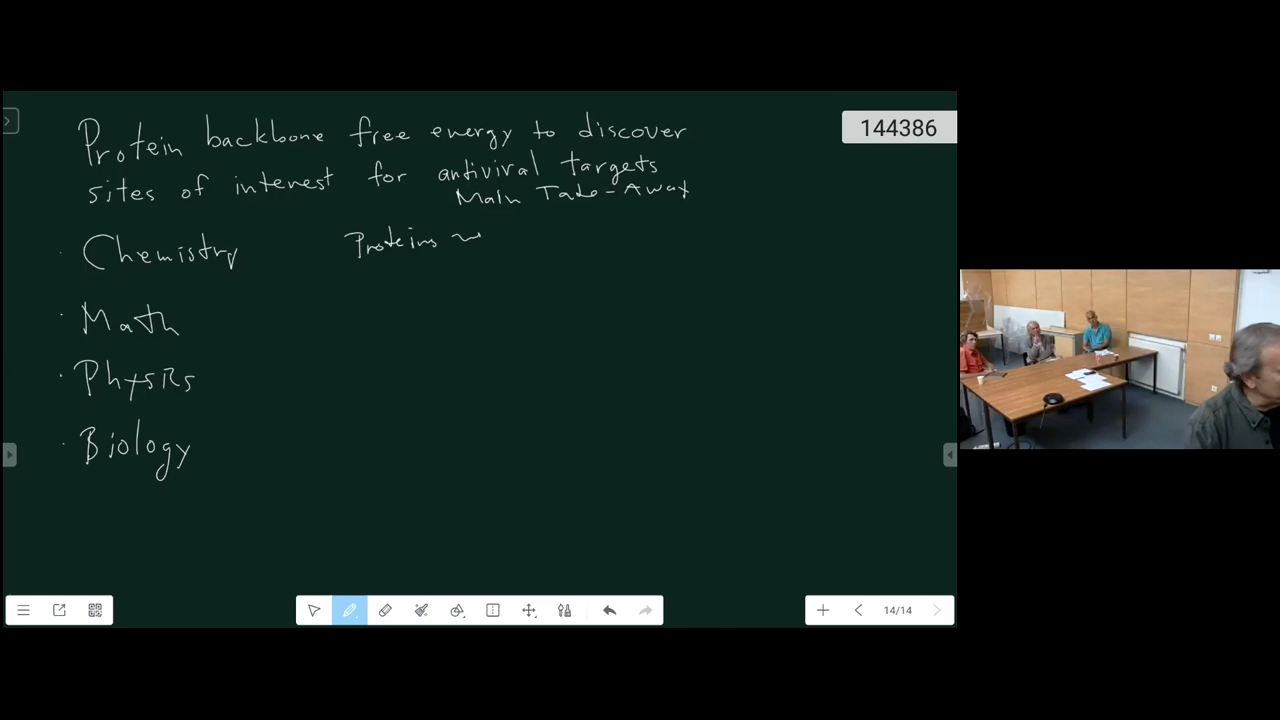 144386
Protein backbone free energy to discover
sites of interest for antiviral targets
Main Take-Away
· Chemistry
Proteins
· Math
· Physics
· Biology
14/14